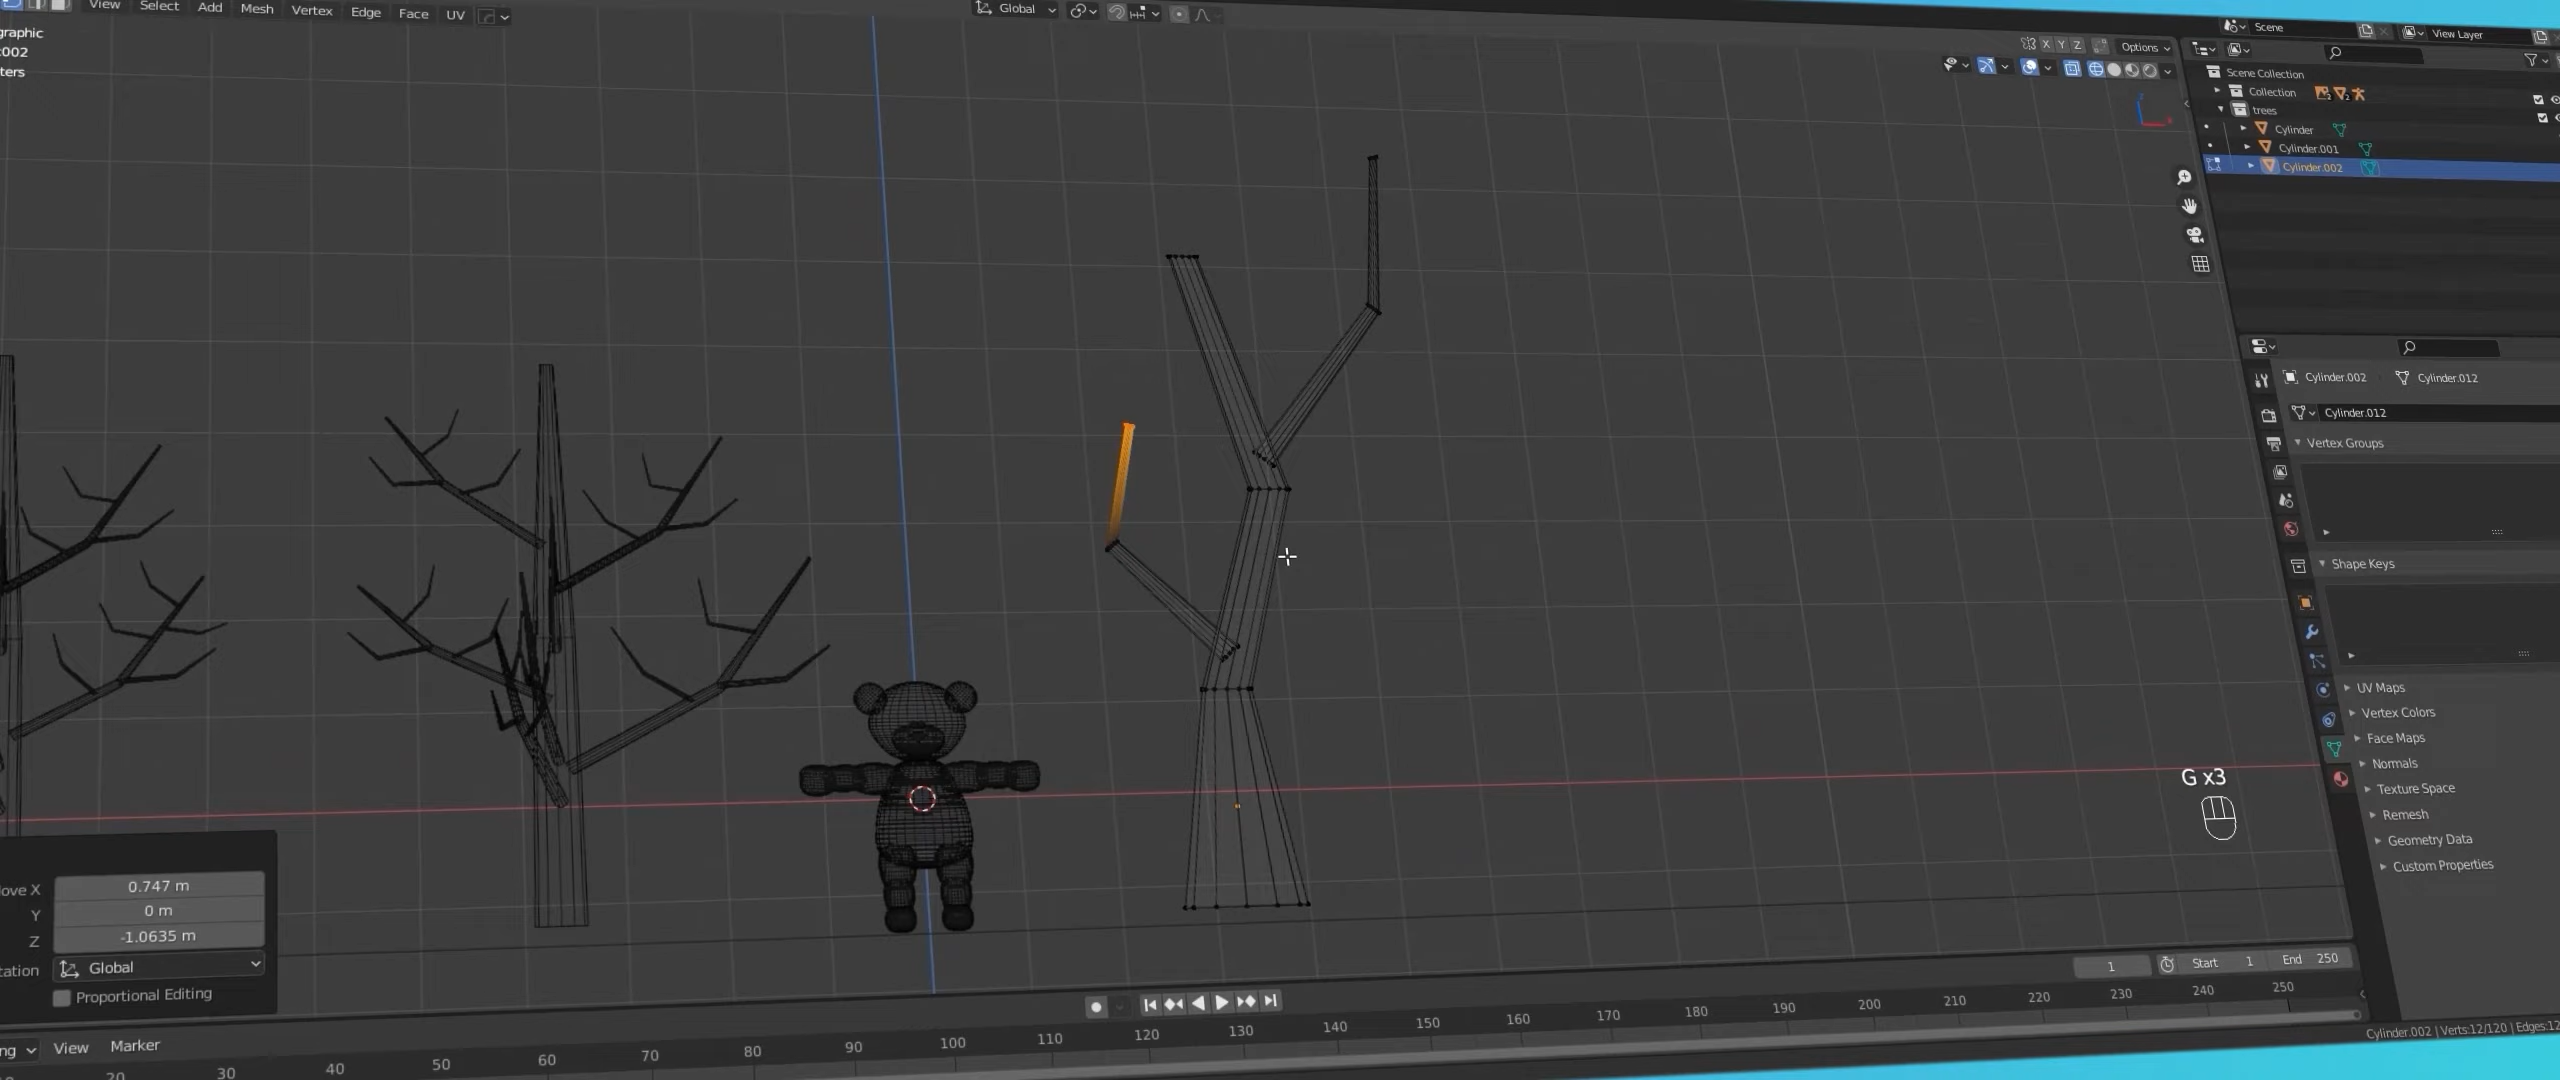 View Select Add Mesh Vertex Edge Face UV
Global
Scene
View Layer
graphic
:002
ters
X Y Z
Options
Scene Collection
Collection
trees
Cylinder
Cylinder.001
Cylinder.002
Cylinder.002 Cylinder.012
Cylinder.012
Vertex Groups
Shape Keys
UV Maps
Vertex Colors
Face Maps
Normals
Texture Space
Remesh
Geometry Data
Custom Properties
G x3
ove X 0.747 m
Y 0 m
Z -1.0635 m
tation Global
Proportional Editing
1 Start 1 End 250
ng View Marker
20 30 40 50 60 70 80 90 100 110 120 130 140 150 160 170 180 190 200 210 220 230 240 250
Cylinder.002 | Verts:12/120 | Edges:12